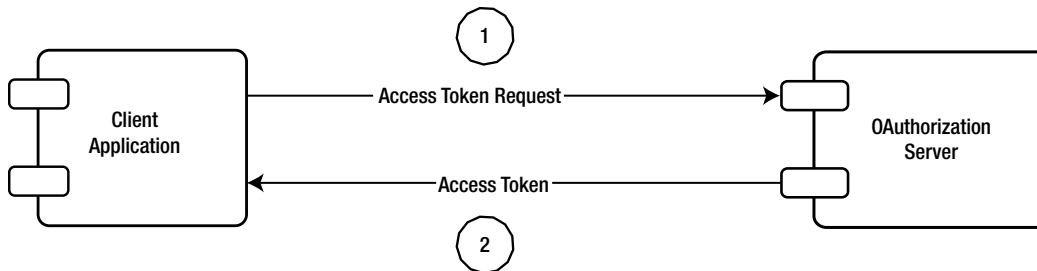 1
Access Token Request
Client
Application
OAuthorization
Server
Access Token
2